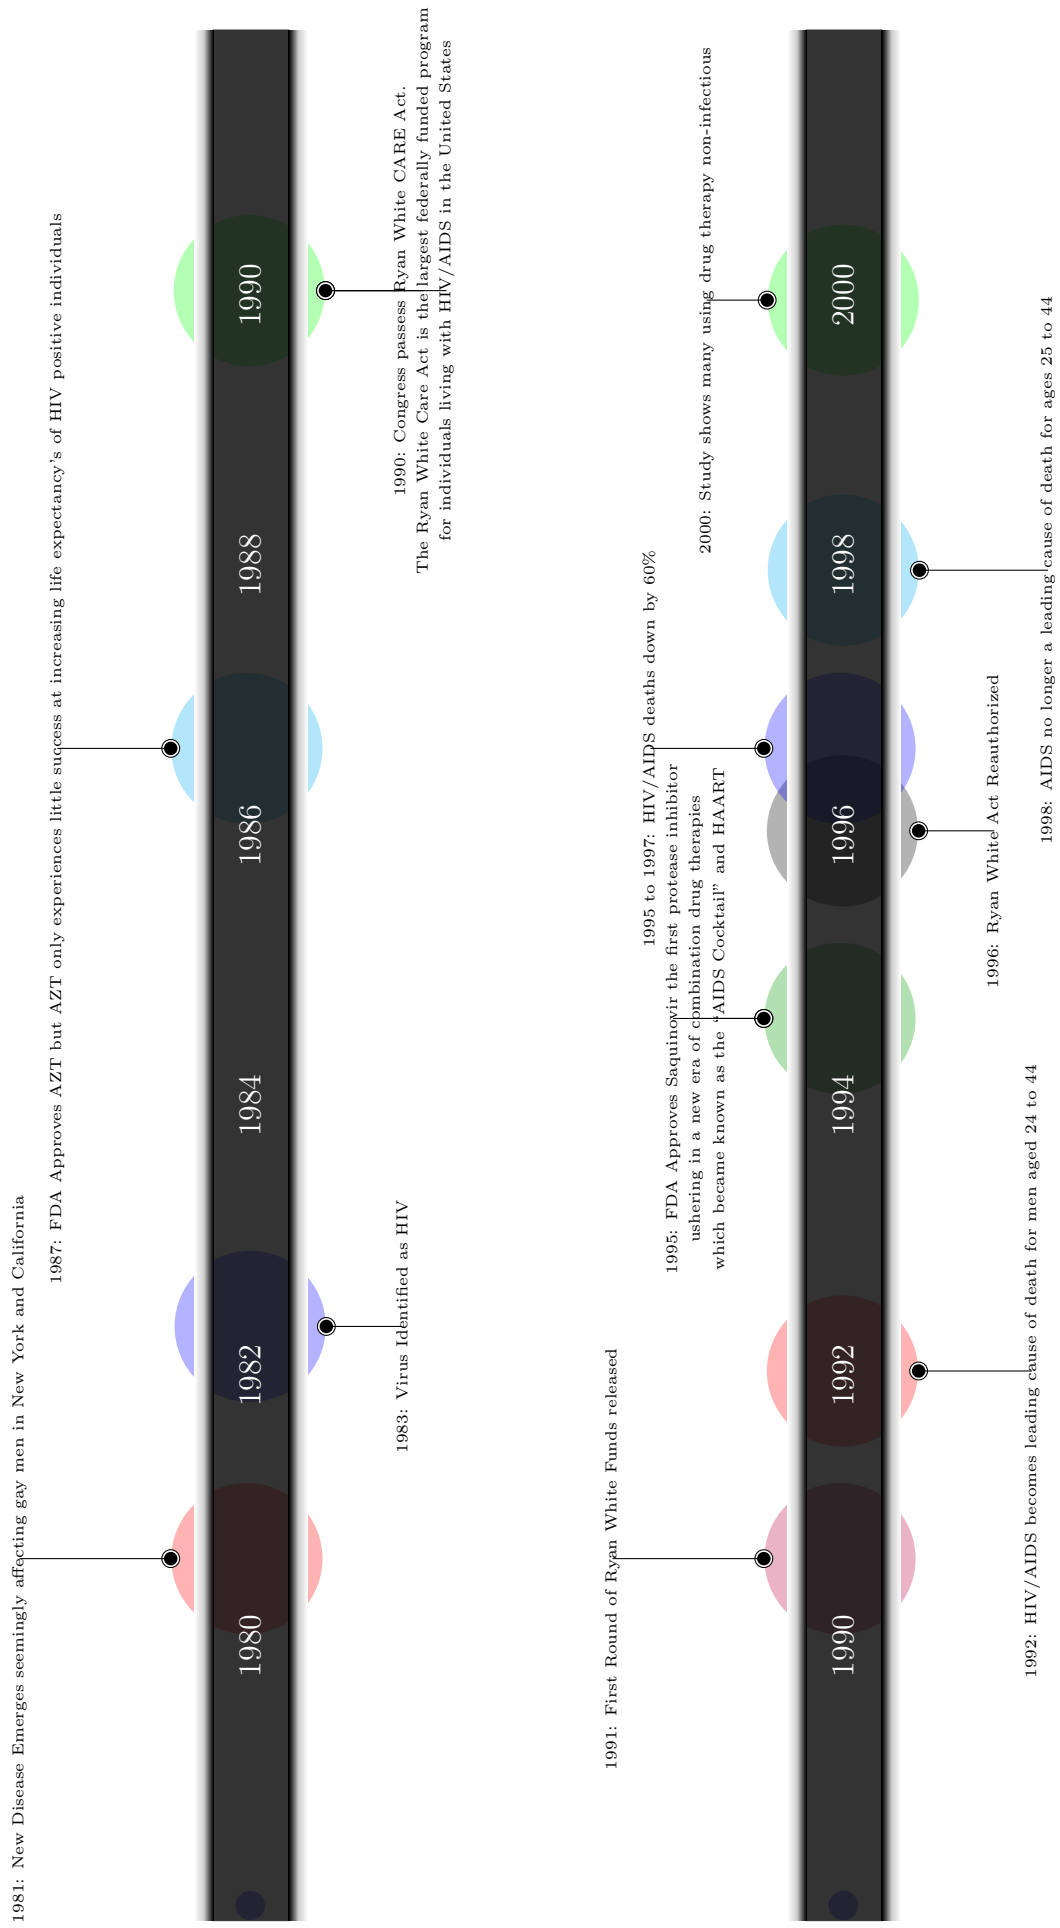 1981: New Disease Emerges seemingly affecting gay men in New York and California
1987: FDA Approves AZT but AZT only experiences little success at increasing life expectancy's of HIV positive individuals
1980
1982
1984
1986
1988
1990
1983: Virus Identified as HIV
1990: Congress passess Ryan White CARE Act.
The Ryan White Care Act is the largest federally funded program
for individuals living with HIV/AIDS in the United States
1991: First Round of Ryan White Funds released
1995 to 1997: HIV/AIDS deaths down by 60%
1995: FDA Approves Saquinovir the first protease inhibitor
ushering in a new era of combination drug therapies
which became known as the “AIDS Cocktail” and HAART
2000: Study shows many using drug therapy non-infectious
1990
1992
1994
1996
1998
2000
1996: Ryan White Act Reauthorized
1992: HIV/AIDS becomes leading cause of death for men aged 24 to 44
1998: AIDS no longer a leading cause of death for ages 25 to 44